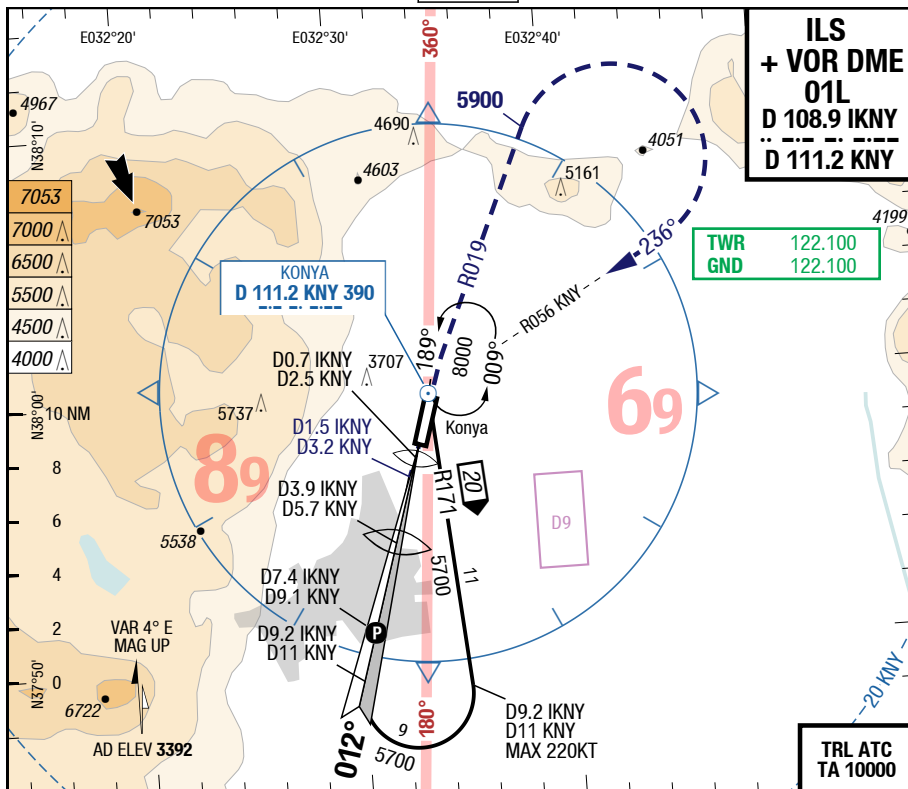 E032°20'
E032°30'
E032°40'
360°
ILS
+ VOR DME
01L
D 108.9 IKNY
D 111.2 KNY
4967
N38°10'
5900
4690
4603
4051
5161
7053
7053
7000
6500
5500
4500
4000
4199
TWR 122.100
GND 122.100
KONYA
D 111.2 KNY 390
R019
236°
R056 KNY
189°
8000
009°
D0.7 IKNY
D2.5 KNY
3707
5737
N38°00'
10 NM
8
6
4
2
0
Konya
D1.5 IKNY
D3.2 KNY
69
89
R171
20
D9
D3.9 IKNY
D5.7 KNY
5538
5700
11
D7.4 IKNY
D9.1 KNY
P
VAR 4° E
MAG UP
D9.2 IKNY
D11 KNY
N37°50'
6722
AD ELEV 3392
012°
9
5700
180°
D9.2 IKNY
D11 KNY
MAX 220KT
20 KNY
TRL ATC
TA 10000